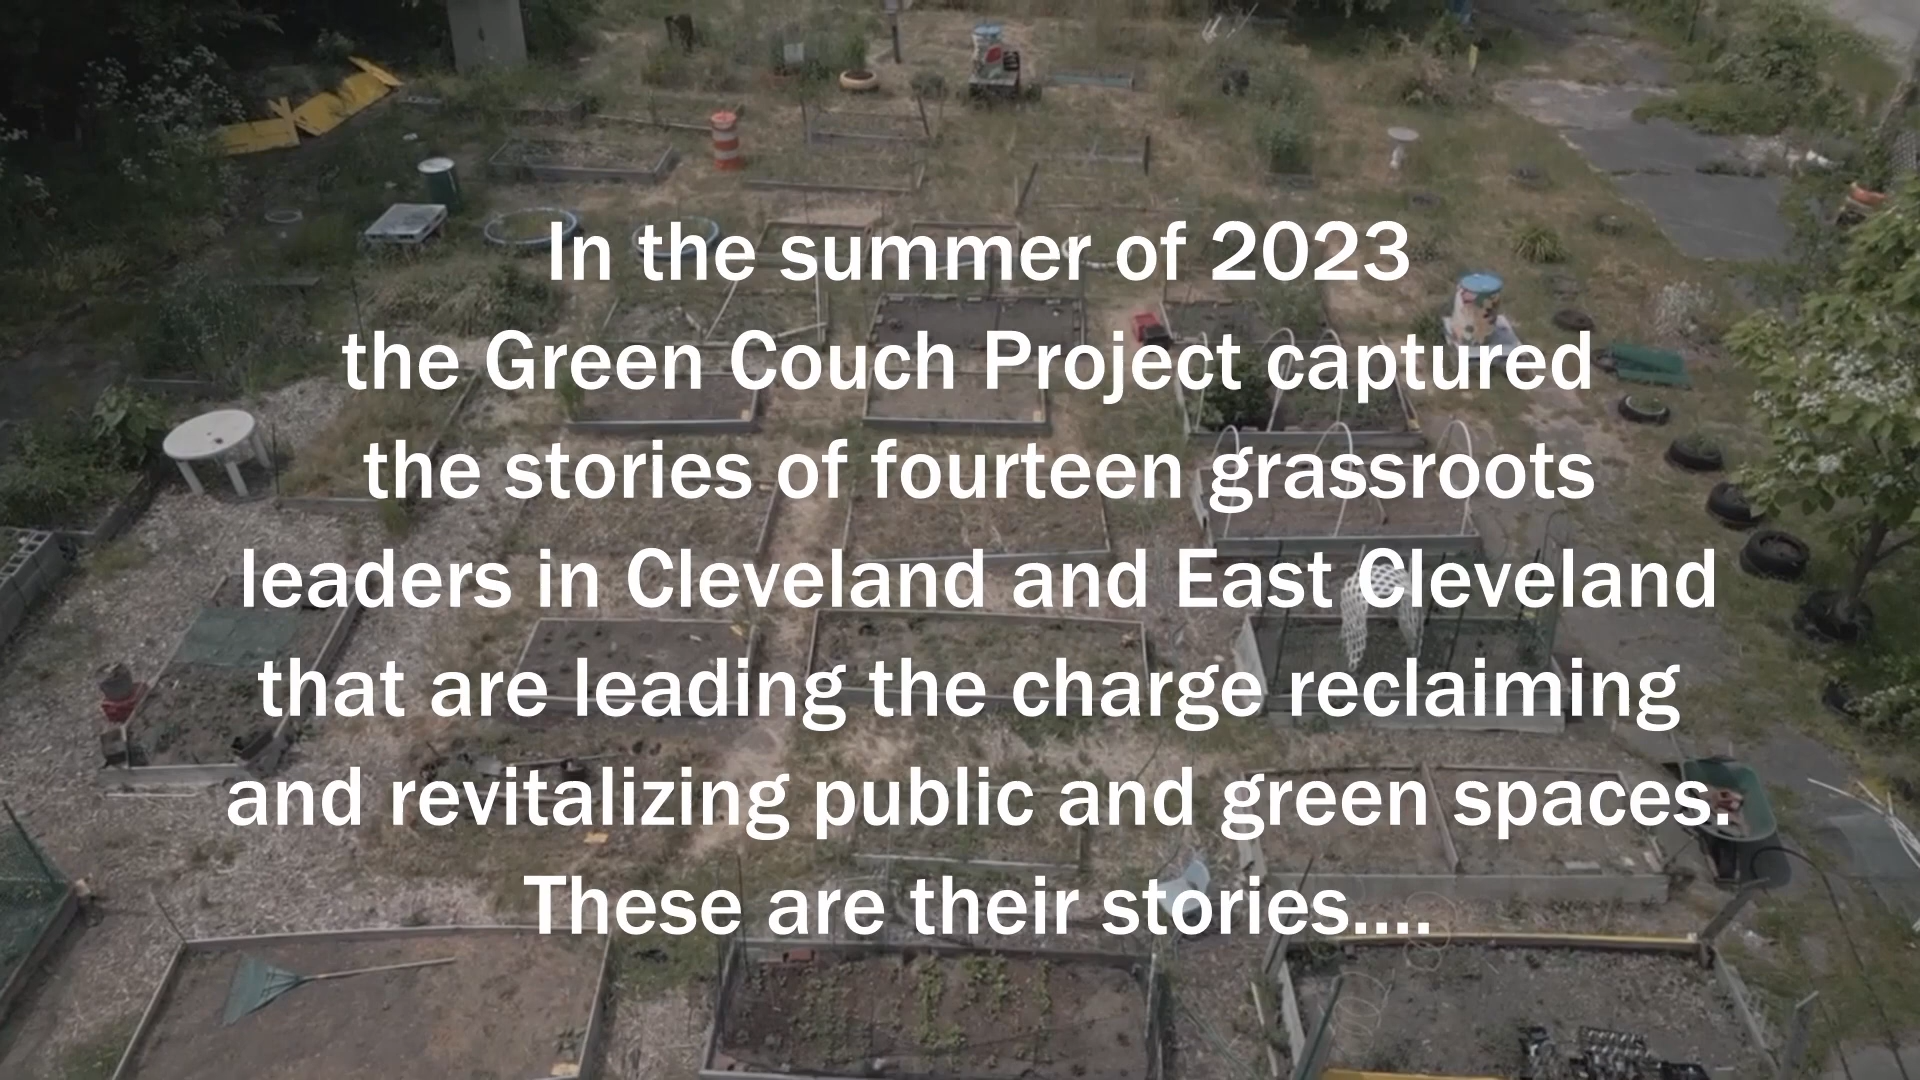 In the summer of 2023
the Green Couch Project captured
the stories of fourteen grassroots
leaders in Cleveland and East Cleveland
that are leading the charge reclaiming
and revitalizing public and green spaces.
These are their stories....